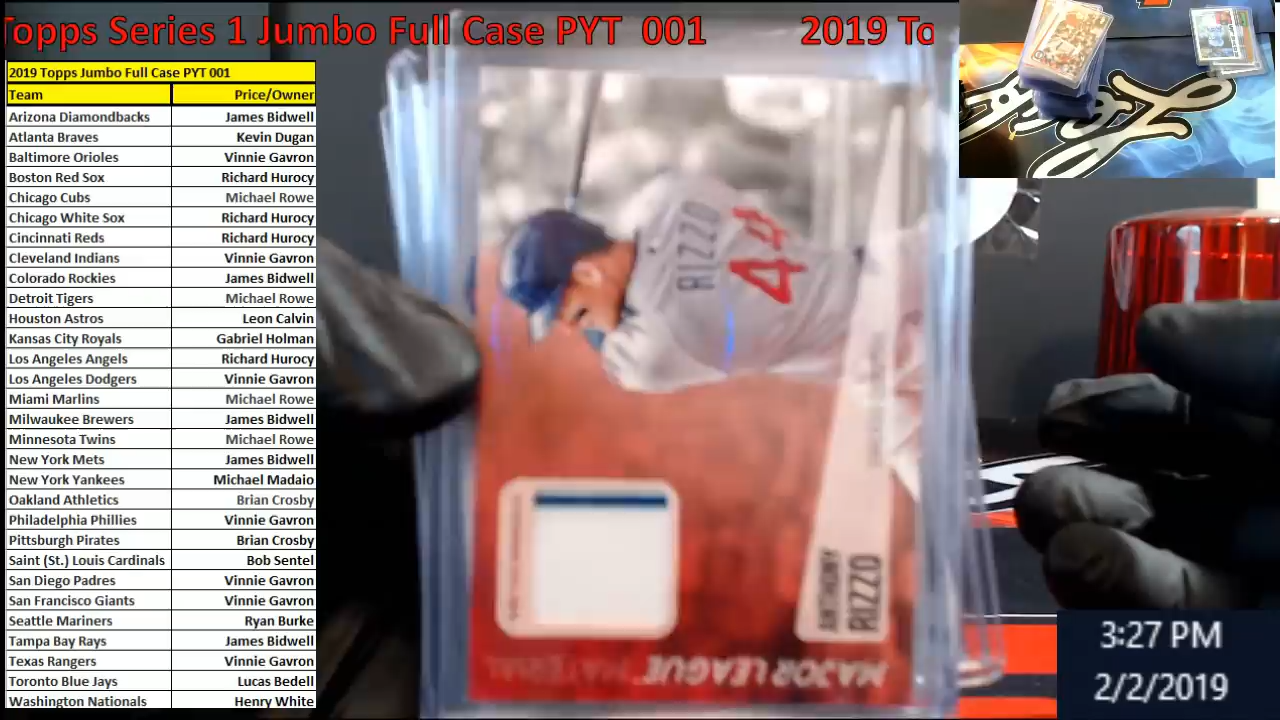 Topps Series 1 Jumbo Full Case PYT 001 2019 To
2019 Topps Jumbo Full Case PYT 001
Team Price/Owner
Arizona Diamondbacks James Bidwell
Atlanta Braves Kevin Dugan
Baltimore Orioles Vinnie Gavron
Boston Red Sox Richard Hurocy
Chicago Cubs Michael Rowe
Chicago White Sox Richard Hurocy
Cincinnati Reds Richard Hurocy
Cleveland Indians Vinnie Gavron
Colorado Rockies James Bidwell
Detroit Tigers Michael Rowe
Houston Astros Leon Calvin
Kansas City Royals Gabriel Holman
Los Angeles Angels Richard Hurocy
Los Angeles Dodgers Vinnie Gavron
Miami Marlins Michael Rowe
Milwaukee Brewers James Bidwell
Minnesota Twins Michael Rowe
New York Mets James Bidwell
New York Yankees Michael Madaio
Oakland Athletics Brian Crosby
Philadelphia Phillies Vinnie Gavron
Pittsburgh Pirates Brian Crosby
Saint (St.) Louis Cardinals Bob Sentel
San Diego Padres Vinnie Gavron
San Francisco Giants Vinnie Gavron
Seattle Mariners Ryan Burke
Tampa Bay Rays James Bidwell
Texas Rangers Vinnie Gavron
Toronto Blue Jays Lucas Bedell
Washington Nationals Henry White
RIZZO
44
ANTHONY
RIZZO
MAJOR LEAGUE MATERIAL
3:27 PM
2/2/2019